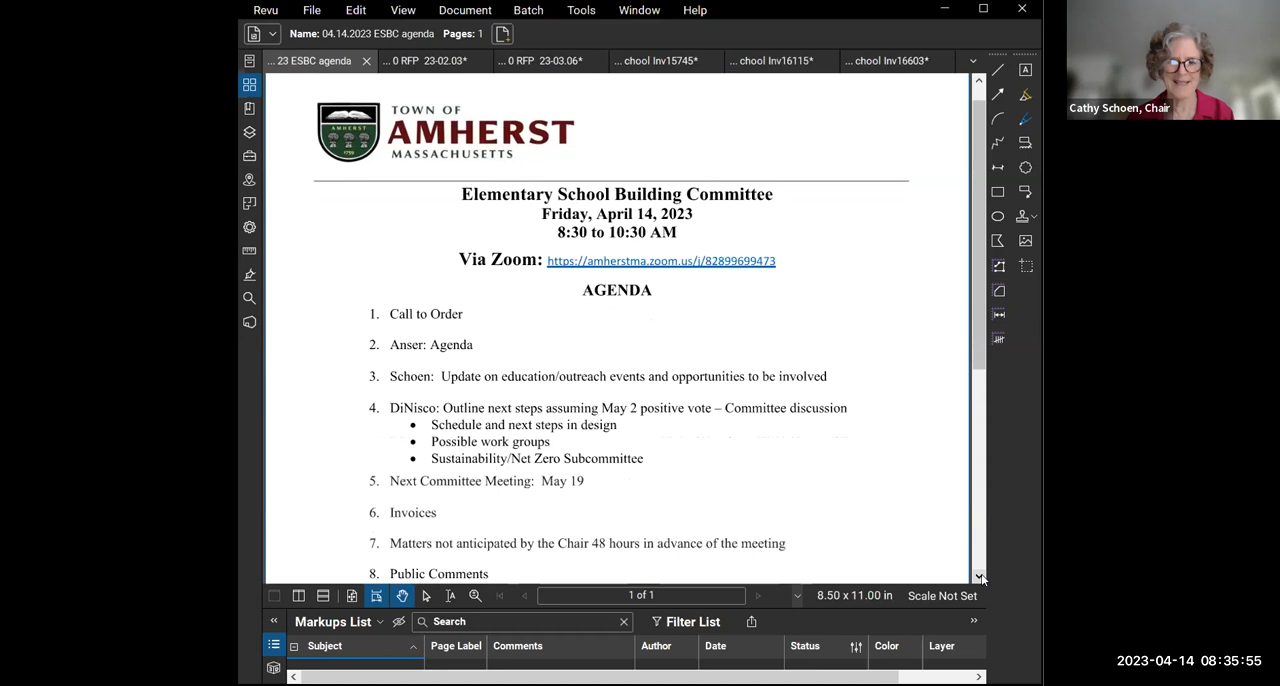 Revu File Edit View Document Batch Tools Window Help
Name: 04.14.2023 ESBC agenda Pages: 1
... 23 ESBC agenda
... 0 RFP 23-02.03*
... 0 RFP 23-03.06*
... chool Inv15745*
... chool Inv16115*
... chool Inv16603*
Cathy Schoen, Chair
TOWN OF
AMHERST
MASSACHUSETTS
AMHERST
1759
Elementary School Building Committee
Friday, April 14, 2023
8:30 to 10:30 AM
Via Zoom: https://amherstma.zoom.us/j/82899699473
AGENDA
1. Call to Order
2. Anser: Agenda
3. Schoen: Update on education/outreach events and opportunities to be involved
4. DiNisco: Outline next steps assuming May 2 positive vote – Committee discussion
• Schedule and next steps in design
• Possible work groups
• Sustainability/Net Zero Subcommittee
5. Next Committee Meeting: May 19
6. Invoices
7. Matters not anticipated by the Chair 48 hours in advance of the meeting
8. Public Comments
1 of 1
8.50 x 11.00 in
Scale Not Set
Markups List
Search
Filter List
Subject Page Label Comments Author Date Status Color Layer
2023-04-14 08:35:55